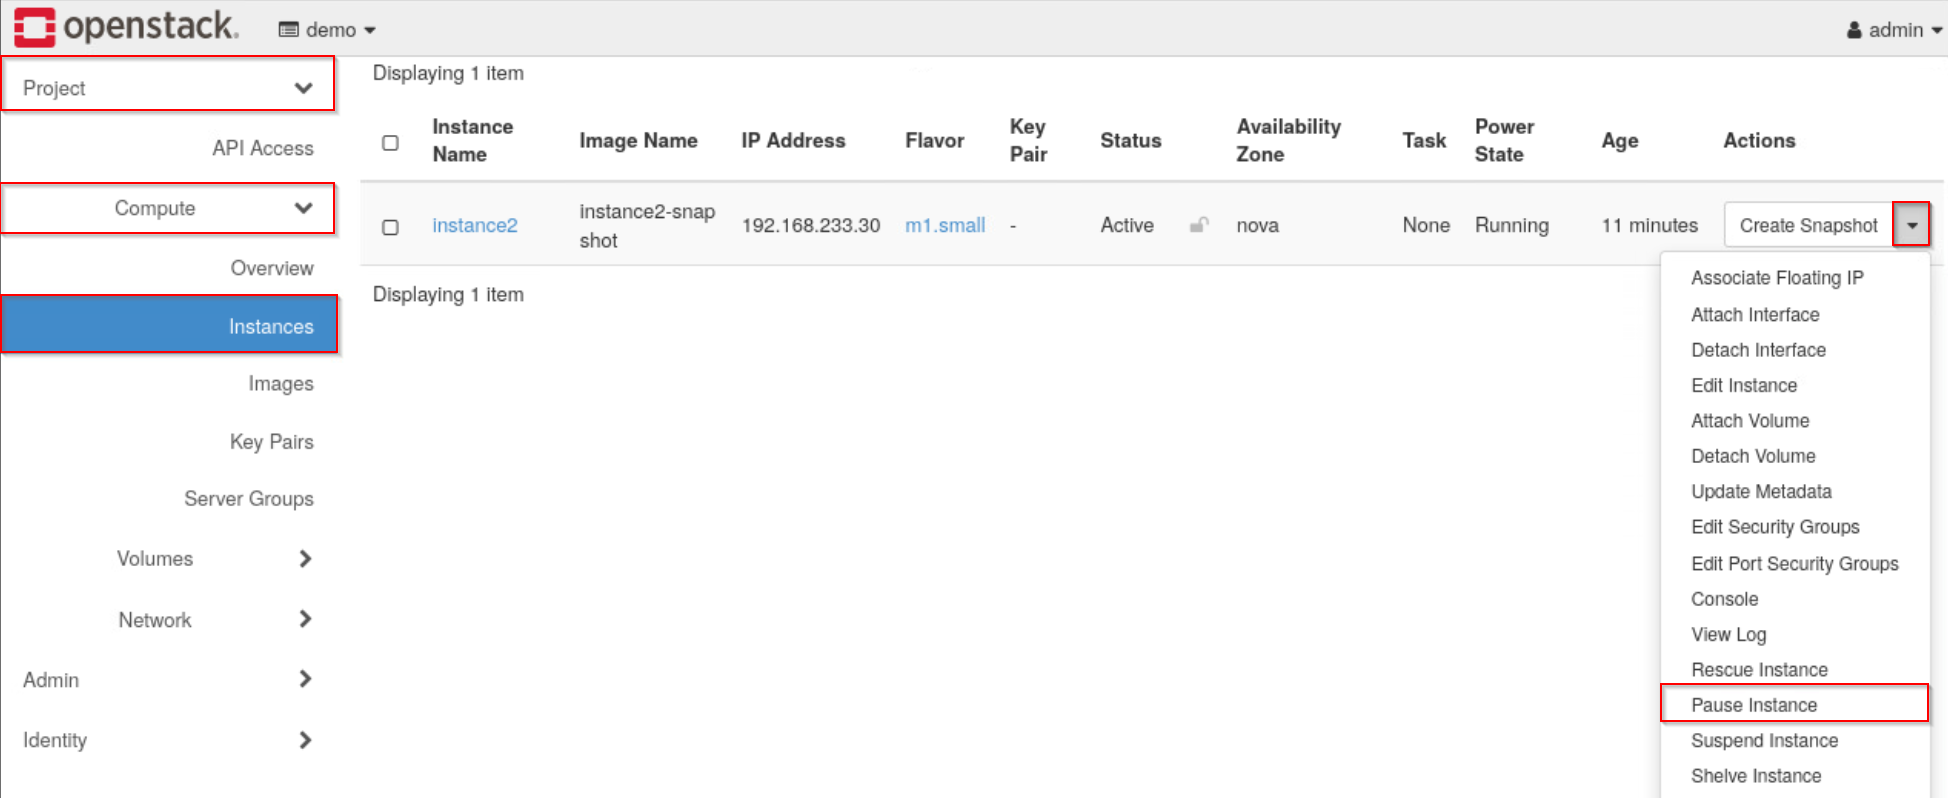 openstack. demo admin
Project
API Access
Compute
Overview
Instances
Images
Key Pairs
Server Groups
Volumes
Network
Admin
Identity
Displaying 1 item
Instance Name Image Name IP Address Flavor Key Pair Status Availability Zone Task Power State Age Actions
instance2 instance2-snap 192.168.233.30 m1.small - Active nova None Running 11 minutes Create Snapshot
shot
Displaying 1 item
Associate Floating IP
Attach Interface
Detach Interface
Edit Instance
Attach Volume
Detach Volume
Update Metadata
Edit Security Groups
Edit Port Security Groups
Console
View Log
Rescue Instance
Pause Instance
Suspend Instance
Shelve Instance